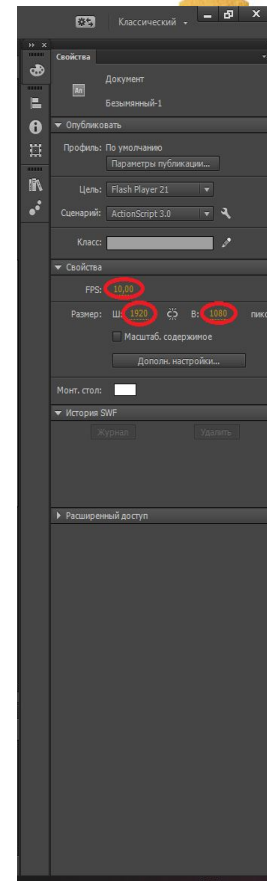 Классический
Свойства
An
Документ
Безымянный-1
Опубликовать
Профиль: По умолчанию
Параметры публикации...
Цель: Flash Player 21
Сценарий: ActionScript 3.0
Класс:
Свойства
FPS: 10,00
Размер: Ш: 1920 В: 1080 пикс
Масштаб. содержимое
Дополн. настройки...
Монт. стол:
История SWF
Журнал Удалить
Расширенный доступ